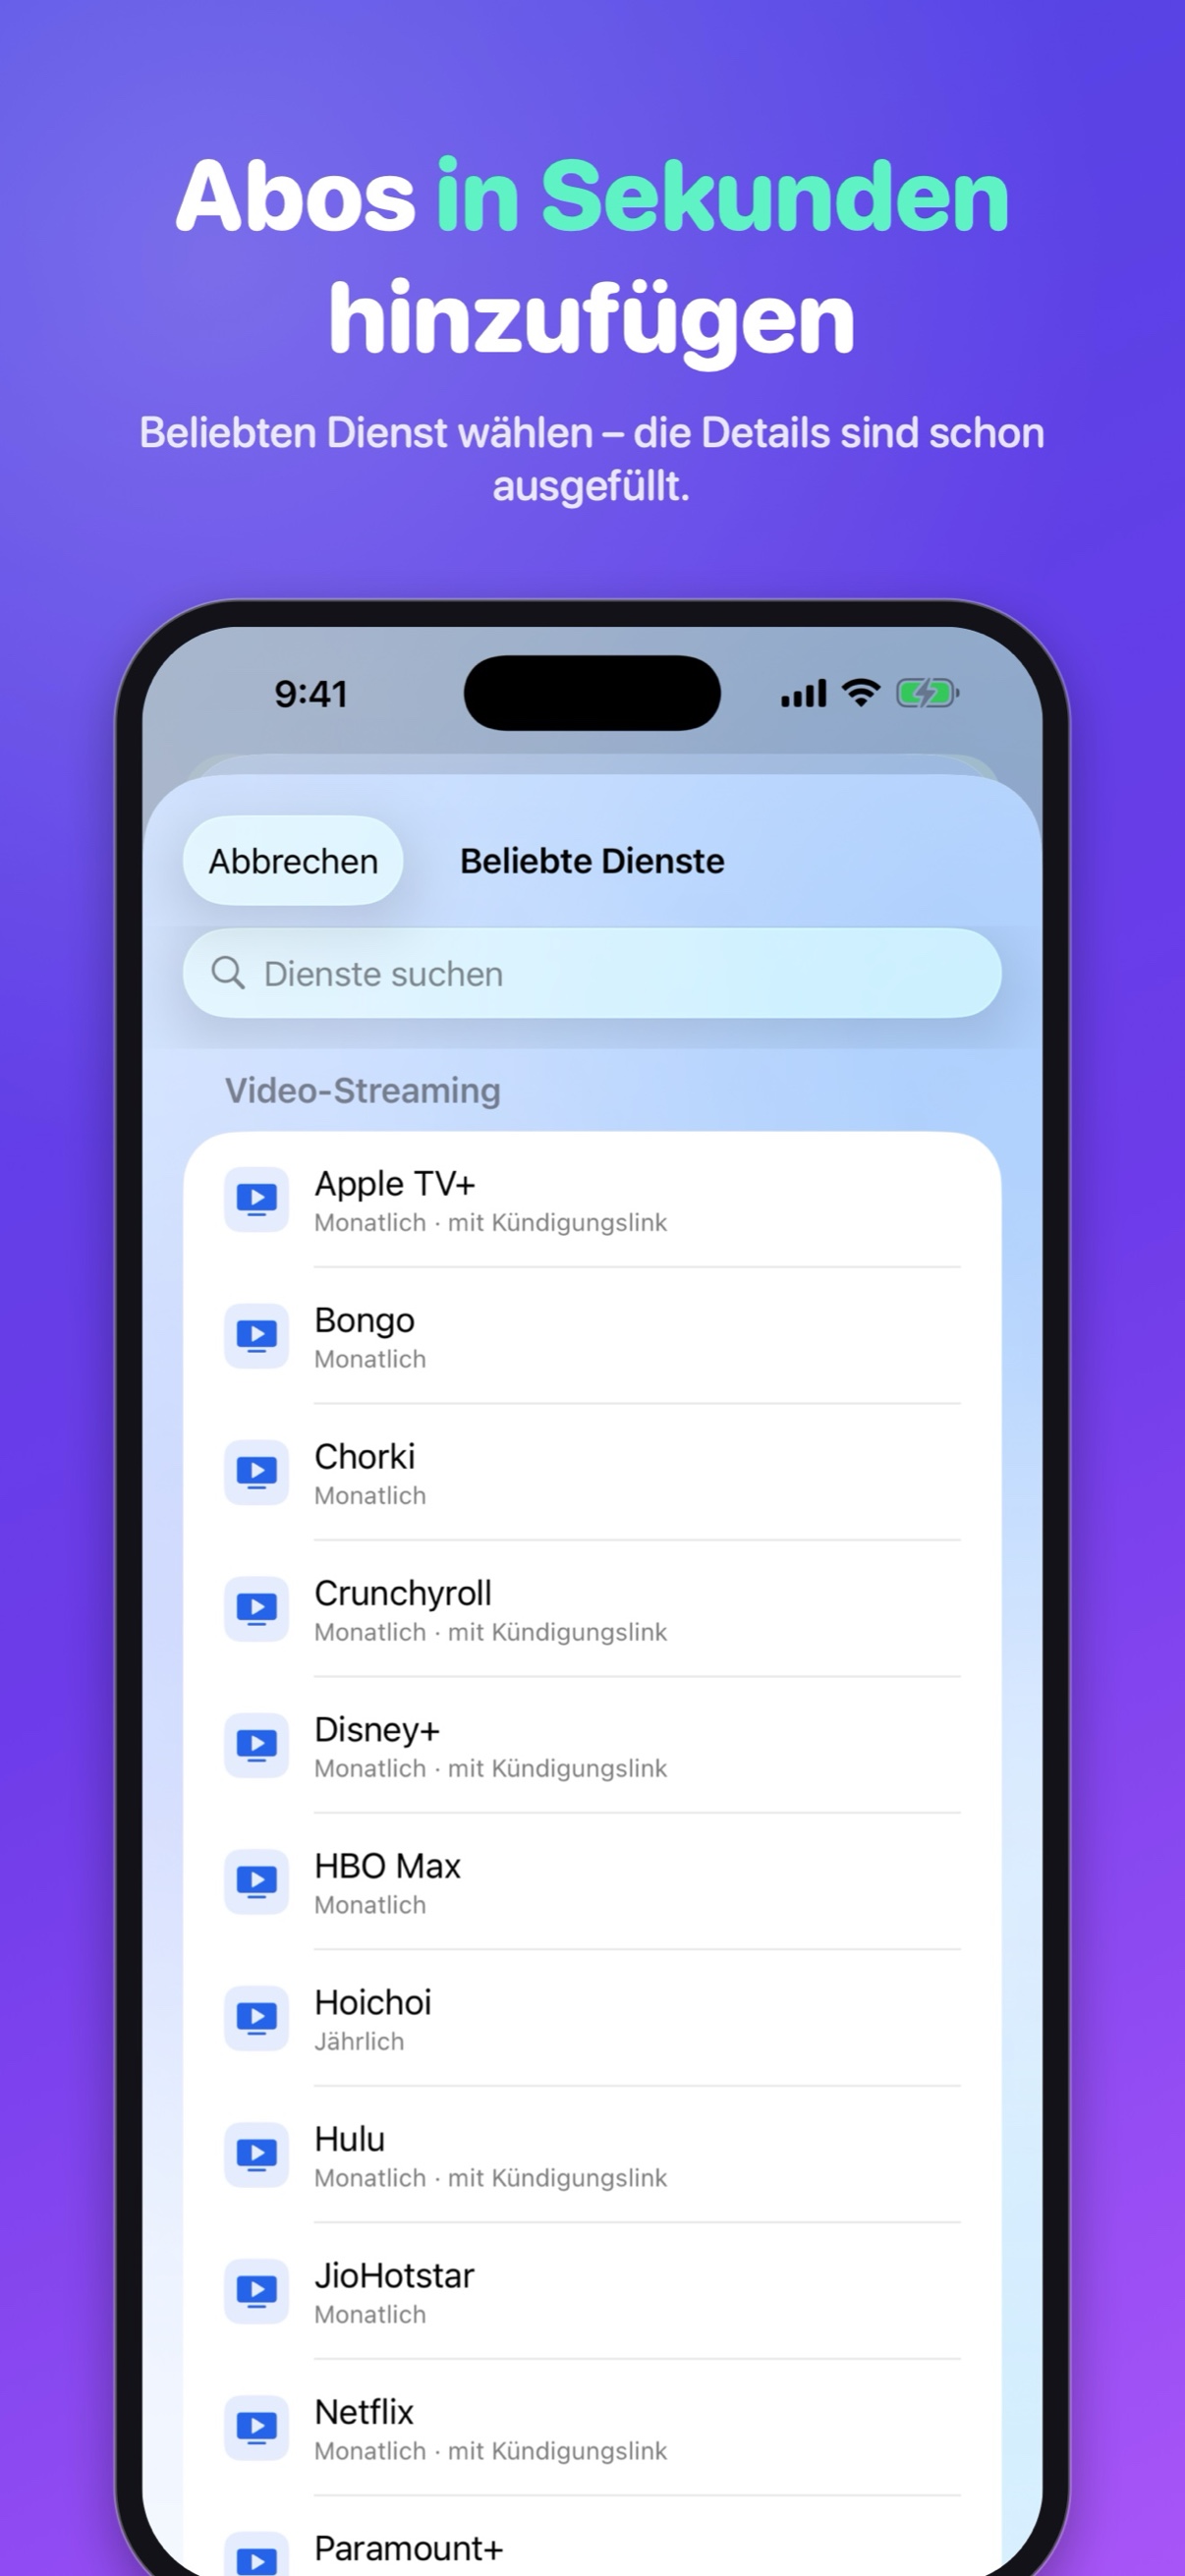 Abos in Sekunden
hinzufügen
Beliebten Dienst wählen – die Details sind schon
ausgefüllt.
9:41
Abbrechen
Beliebte Dienste
Dienste suchen
Video-Streaming
Apple TV+
Monatlich · mit Kündigungslink
Bongo
Monatlich
Chorki
Monatlich
Crunchyroll
Monatlich · mit Kündigungslink
Disney+
Monatlich · mit Kündigungslink
HBO Max
Monatlich
Hoichoi
Jährlich
Hulu
Monatlich · mit Kündigungslink
JioHotstar
Monatlich
Netflix
Monatlich · mit Kündigungslink
Paramount+